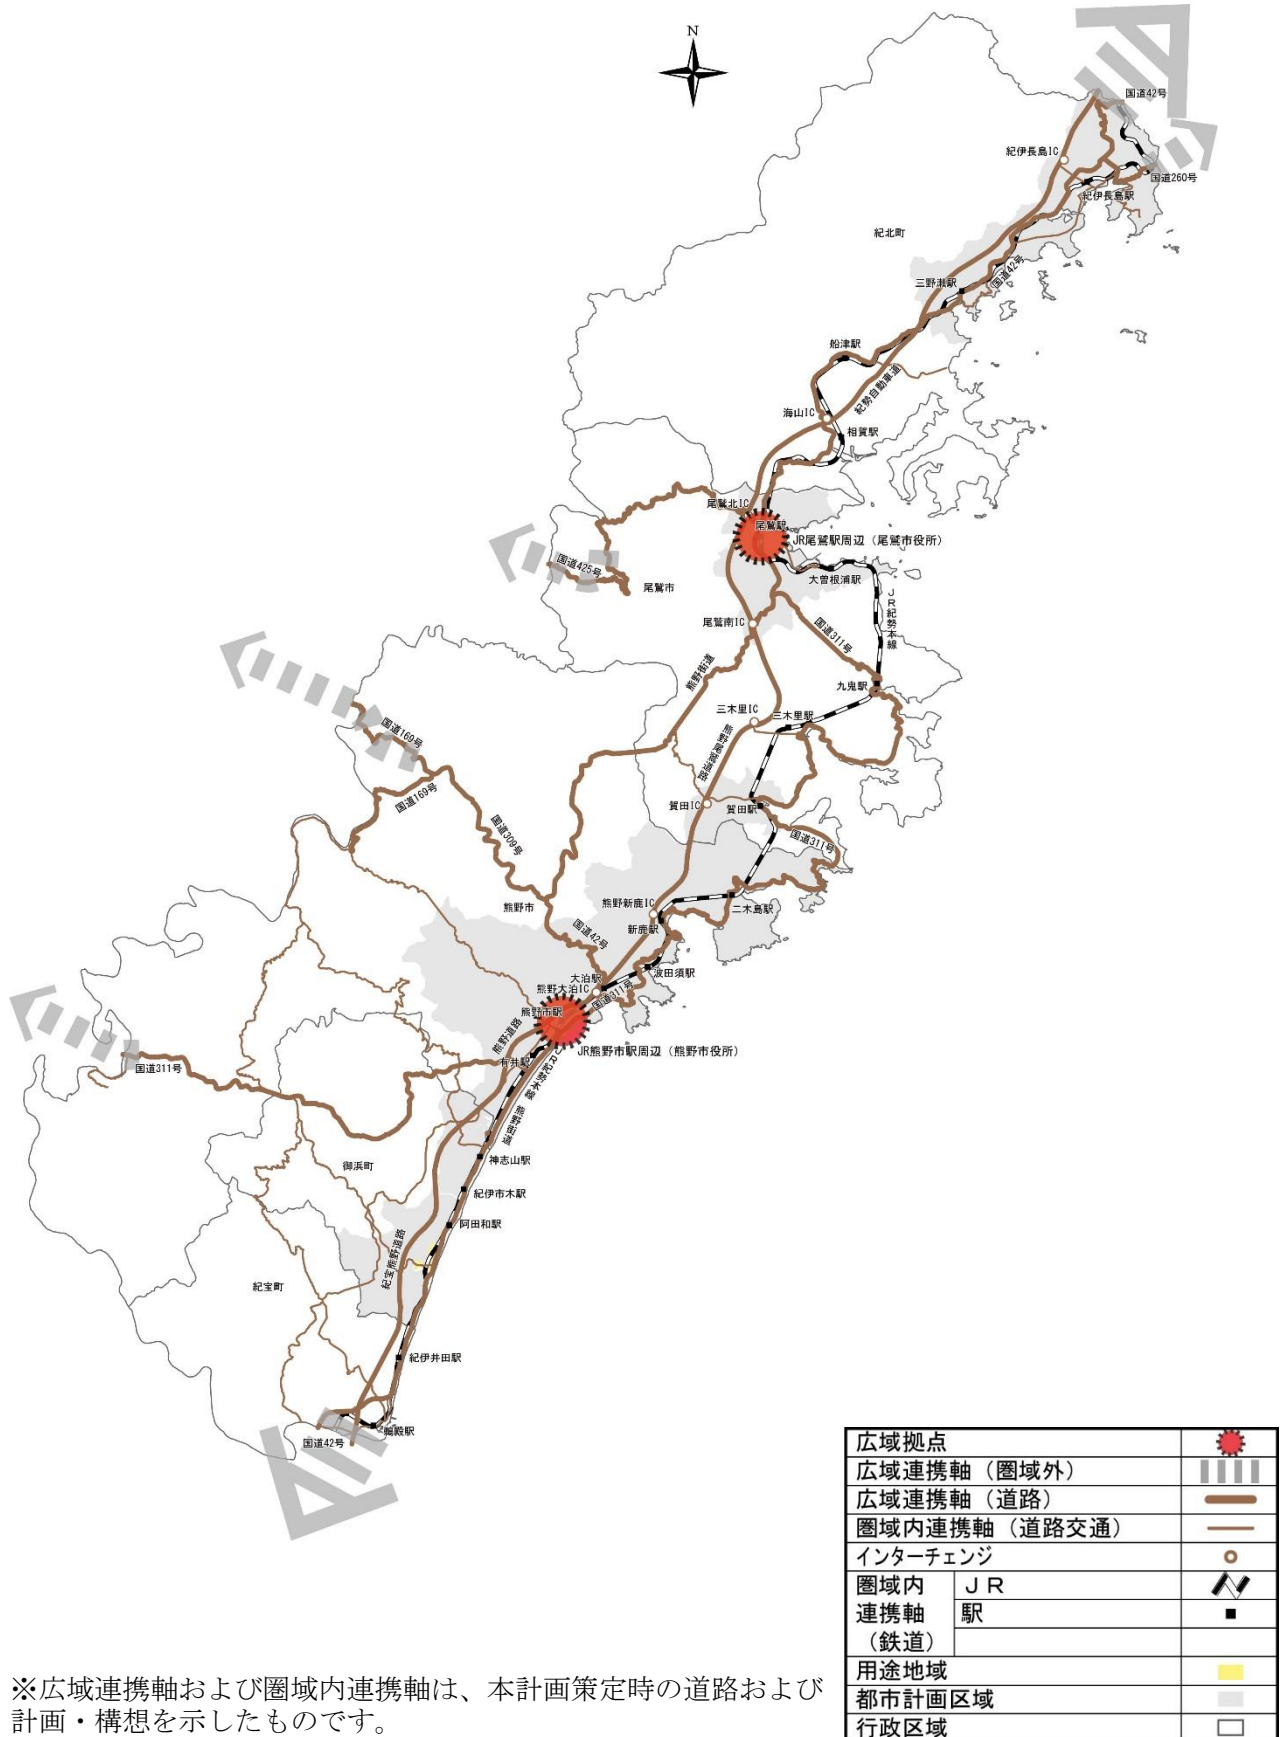 N
国道42号
紀伊長島IC
国道260号
紀伊長島駅
紀北町
国道42号
三野瀬駅
船津駅
紀勢自動車道
海山IC
相賀駅
尾鷲北IC
尾鷲駅
JR尾鷲駅周辺（尾鷲市役所）
国道425号
大曽根浦駅
尾鷲市
JR紀勢本線
尾鷲南IC
国道311号
熊野街道
九鬼駅
三木里IC
三木里駅
国道169号
熊野尾鷲道路
国道169号
賀田IC
賀田駅
国道309号
国道311号
熊野市
熊野新鹿IC
二木島駅
新鹿駅
国道42号
波田須駅
大泊駅
熊野大泊IC
国道311号
熊野市駅
熊野道路
JR熊野市駅周辺（熊野市役所）
有井駅
国道311号
JR紀勢本線
熊野街道
神志山駅
御浜町
紀伊市木駅
阿田和駅
紀宝熊野道路
紀宝町
紀伊井田駅
鵜殿駅
国道42号
広域拠点
広域連携軸（圏域外）
広域連携軸（道路）
圏域内連携軸（道路交通）
インターチェンジ
圏域内 ＪＲ
連携軸 駅
（鉄道）
用途地域
都市計画区域
行政区域
※広域連携軸および圏域内連携軸は、本計画策定時の道路および
計画・構想を示したものです。